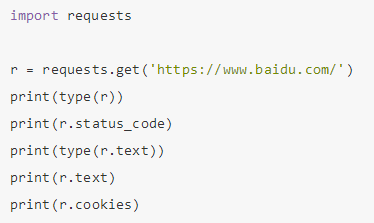 import requests
r = requests.get('https://www.baidu.com/')
print(type(r))
print(r.status_code)
print(type(r.text))
print(r.text)
print(r.cookies)